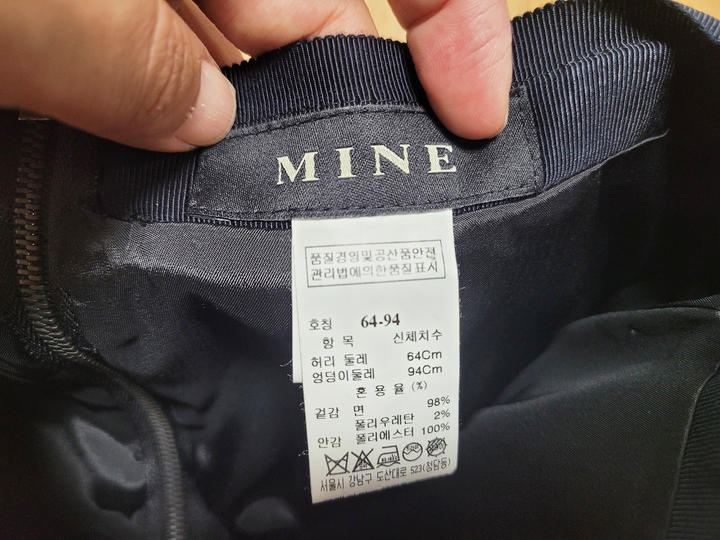 MINE
품질경영및공산품안전
관리법에의한품질표시
호칭 64-94
항 목 신체치수
허리 둘레 64Cm
엉덩이둘레 94Cm
혼 용 율 (%)
겉감 면 98%
폴리우레탄 2%
안감 폴리에스터 100%
서울시 강남구 도산대로 523(청담동)